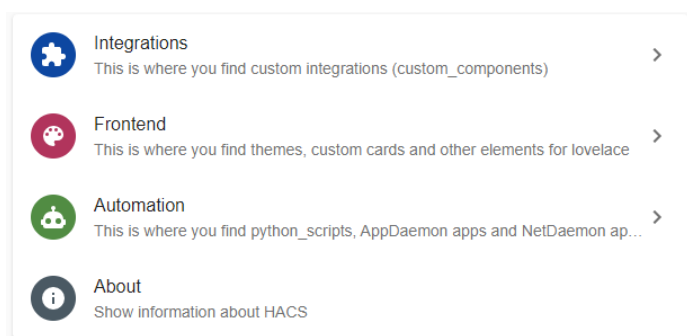 Integrations
This is where you find custom integrations (custom_components)
Frontend
This is where you find themes, custom cards and other elements for lovelace
Automation
This is where you find python_scripts, AppDaemon apps and NetDaemon ap...
About
Show information about HACS